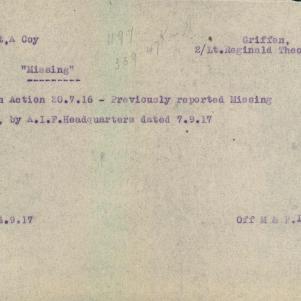 t,A Coy
Griffen,
2/Lt.Reginald Theo
"Missing"
n Action 20.7.16 - Previously reported Missing
, by A.I.F.Headquarters dated 7.9.17
.9.17
Off M & P.I